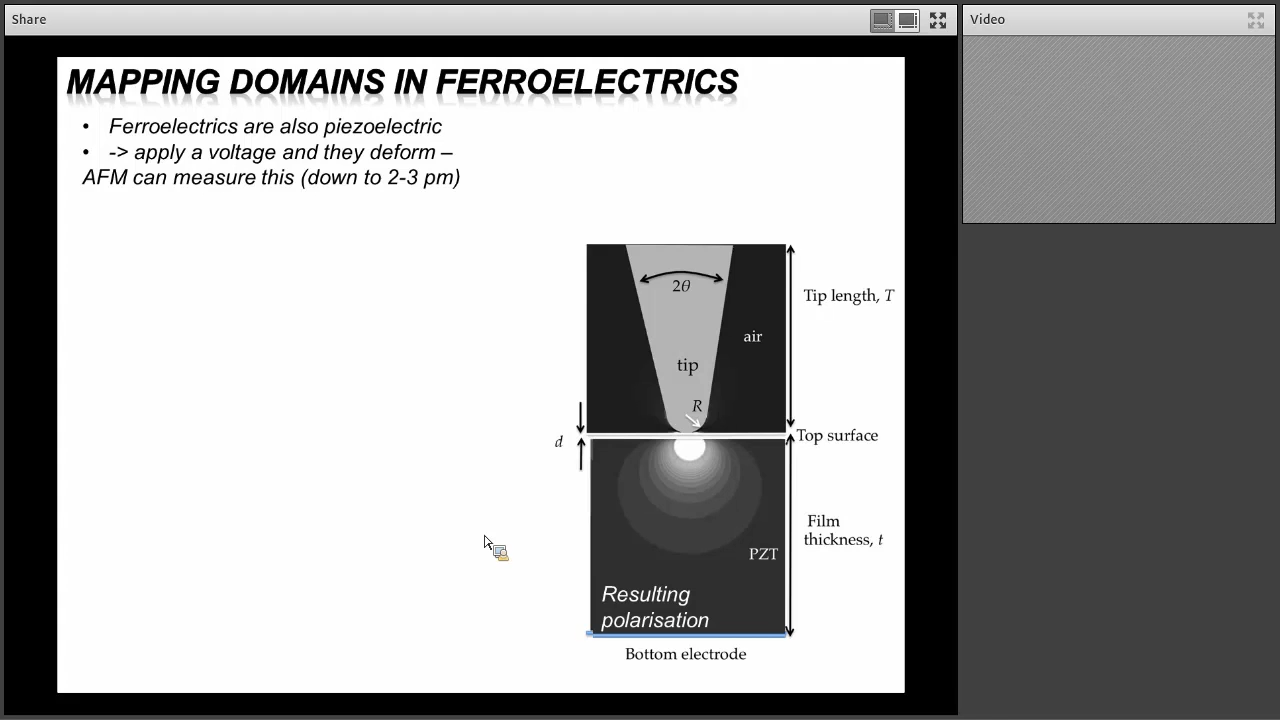 Share
Video
MAPPING DOMAINS IN FERROELECTRICS
• Ferroelectrics are also piezoelectric
• -> apply a voltage and they deform –
AFM can measure this (down to 2-3 pm)
2θ
Tip length, T
air
tip
R
d
Top surface
Film
thickness, t
PZT
Resulting
polarisation
Bottom electrode